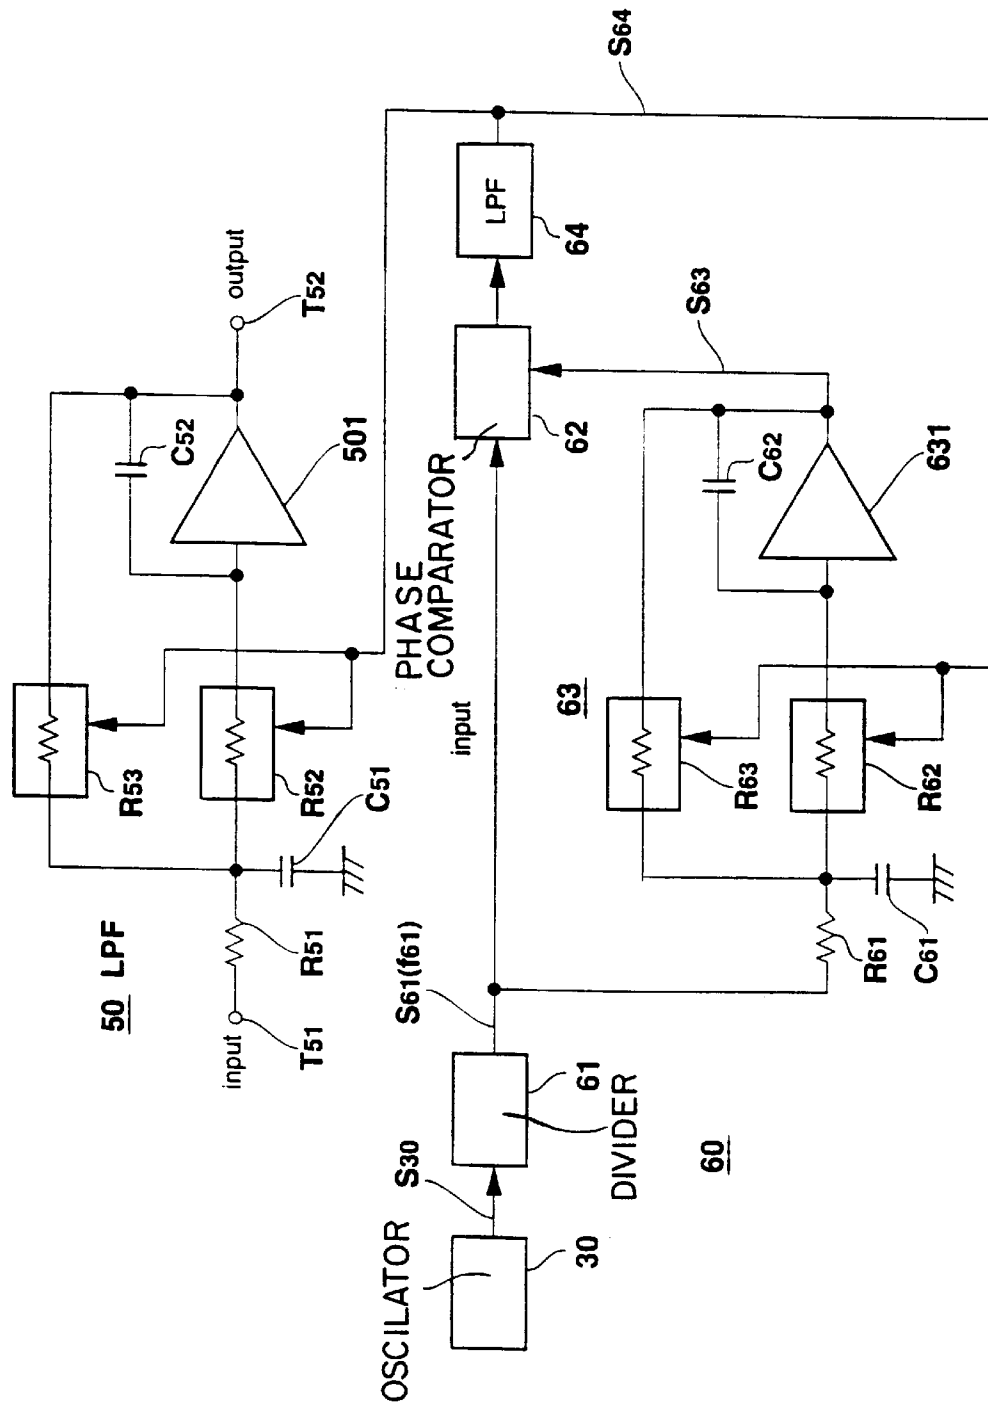 50 LPF
input
T51
R51
C51
R53
R52
C52
501
output
T52
OSCILATOR
30
S30
61
DIVIDER
S61(f61)
input
PHASE
COMPARATOR
62
LPF
64
S64
60
63
R61
C61
R63
R62
C62
631
S63